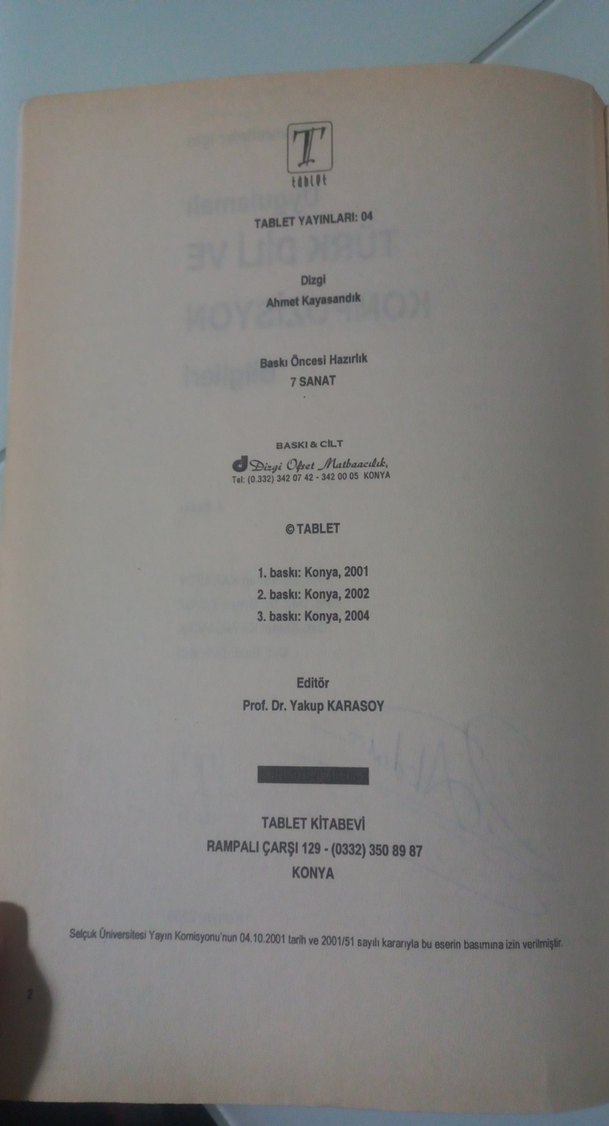 T
tablet
TABLET YAYINLARI: 04
Dizgi
Ahmet Kayasandık
Baskı Öncesi Hazırlık
7 SANAT
BASKI & CİLT
d Dizgi Ofset Matbaacılık,
Tel: (0.332) 342 07 42 - 342 00 05 KONYA
© TABLET
1. baskı: Konya, 2001
2. baskı: Konya, 2002
3. baskı: Konya, 2004
Editör
Prof. Dr. Yakup KARASOY
TABLET KİTABEVİ
RAMPALI ÇARŞI 129 - (0332) 350 89 87
KONYA
Selçuk Üniversitesi Yayın Komisyonu'nun 04.10.2001 tarih ve 2001/51 sayılı kararıyla bu eserin basımına izin verilmiştir.
2